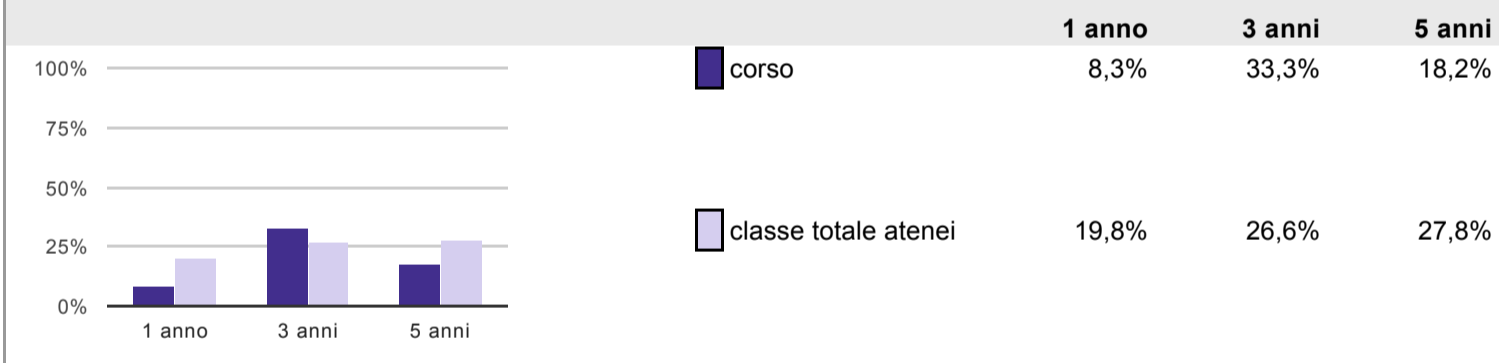 1 anno 3 anni 5 anni
100%
75%
50%
25%
0%
1 anno 3 anni 5 anni
corso 8,3% 33,3% 18,2%
classe totale atenei 19,8% 26,6% 27,8%